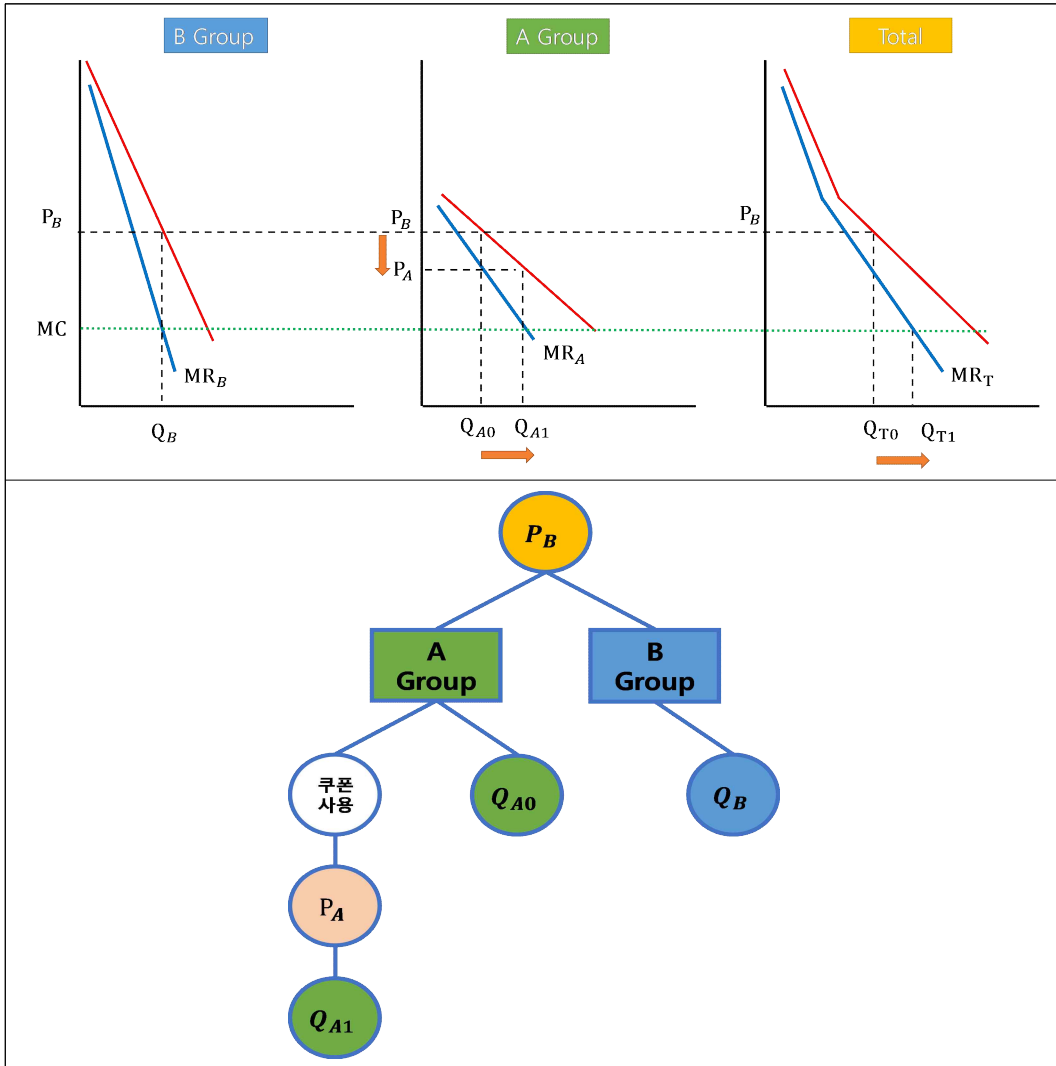 B Group
A Group
Total
P_B
P_B
P_B
P_A
MC
MR_B
MR_A
MR_T
Q_B
Q_A0
Q_A1
Q_T0
Q_T1
P_B
A
Group
B
Group
쿠폰
사용
Q_A0
Q_B
P_A
Q_A1